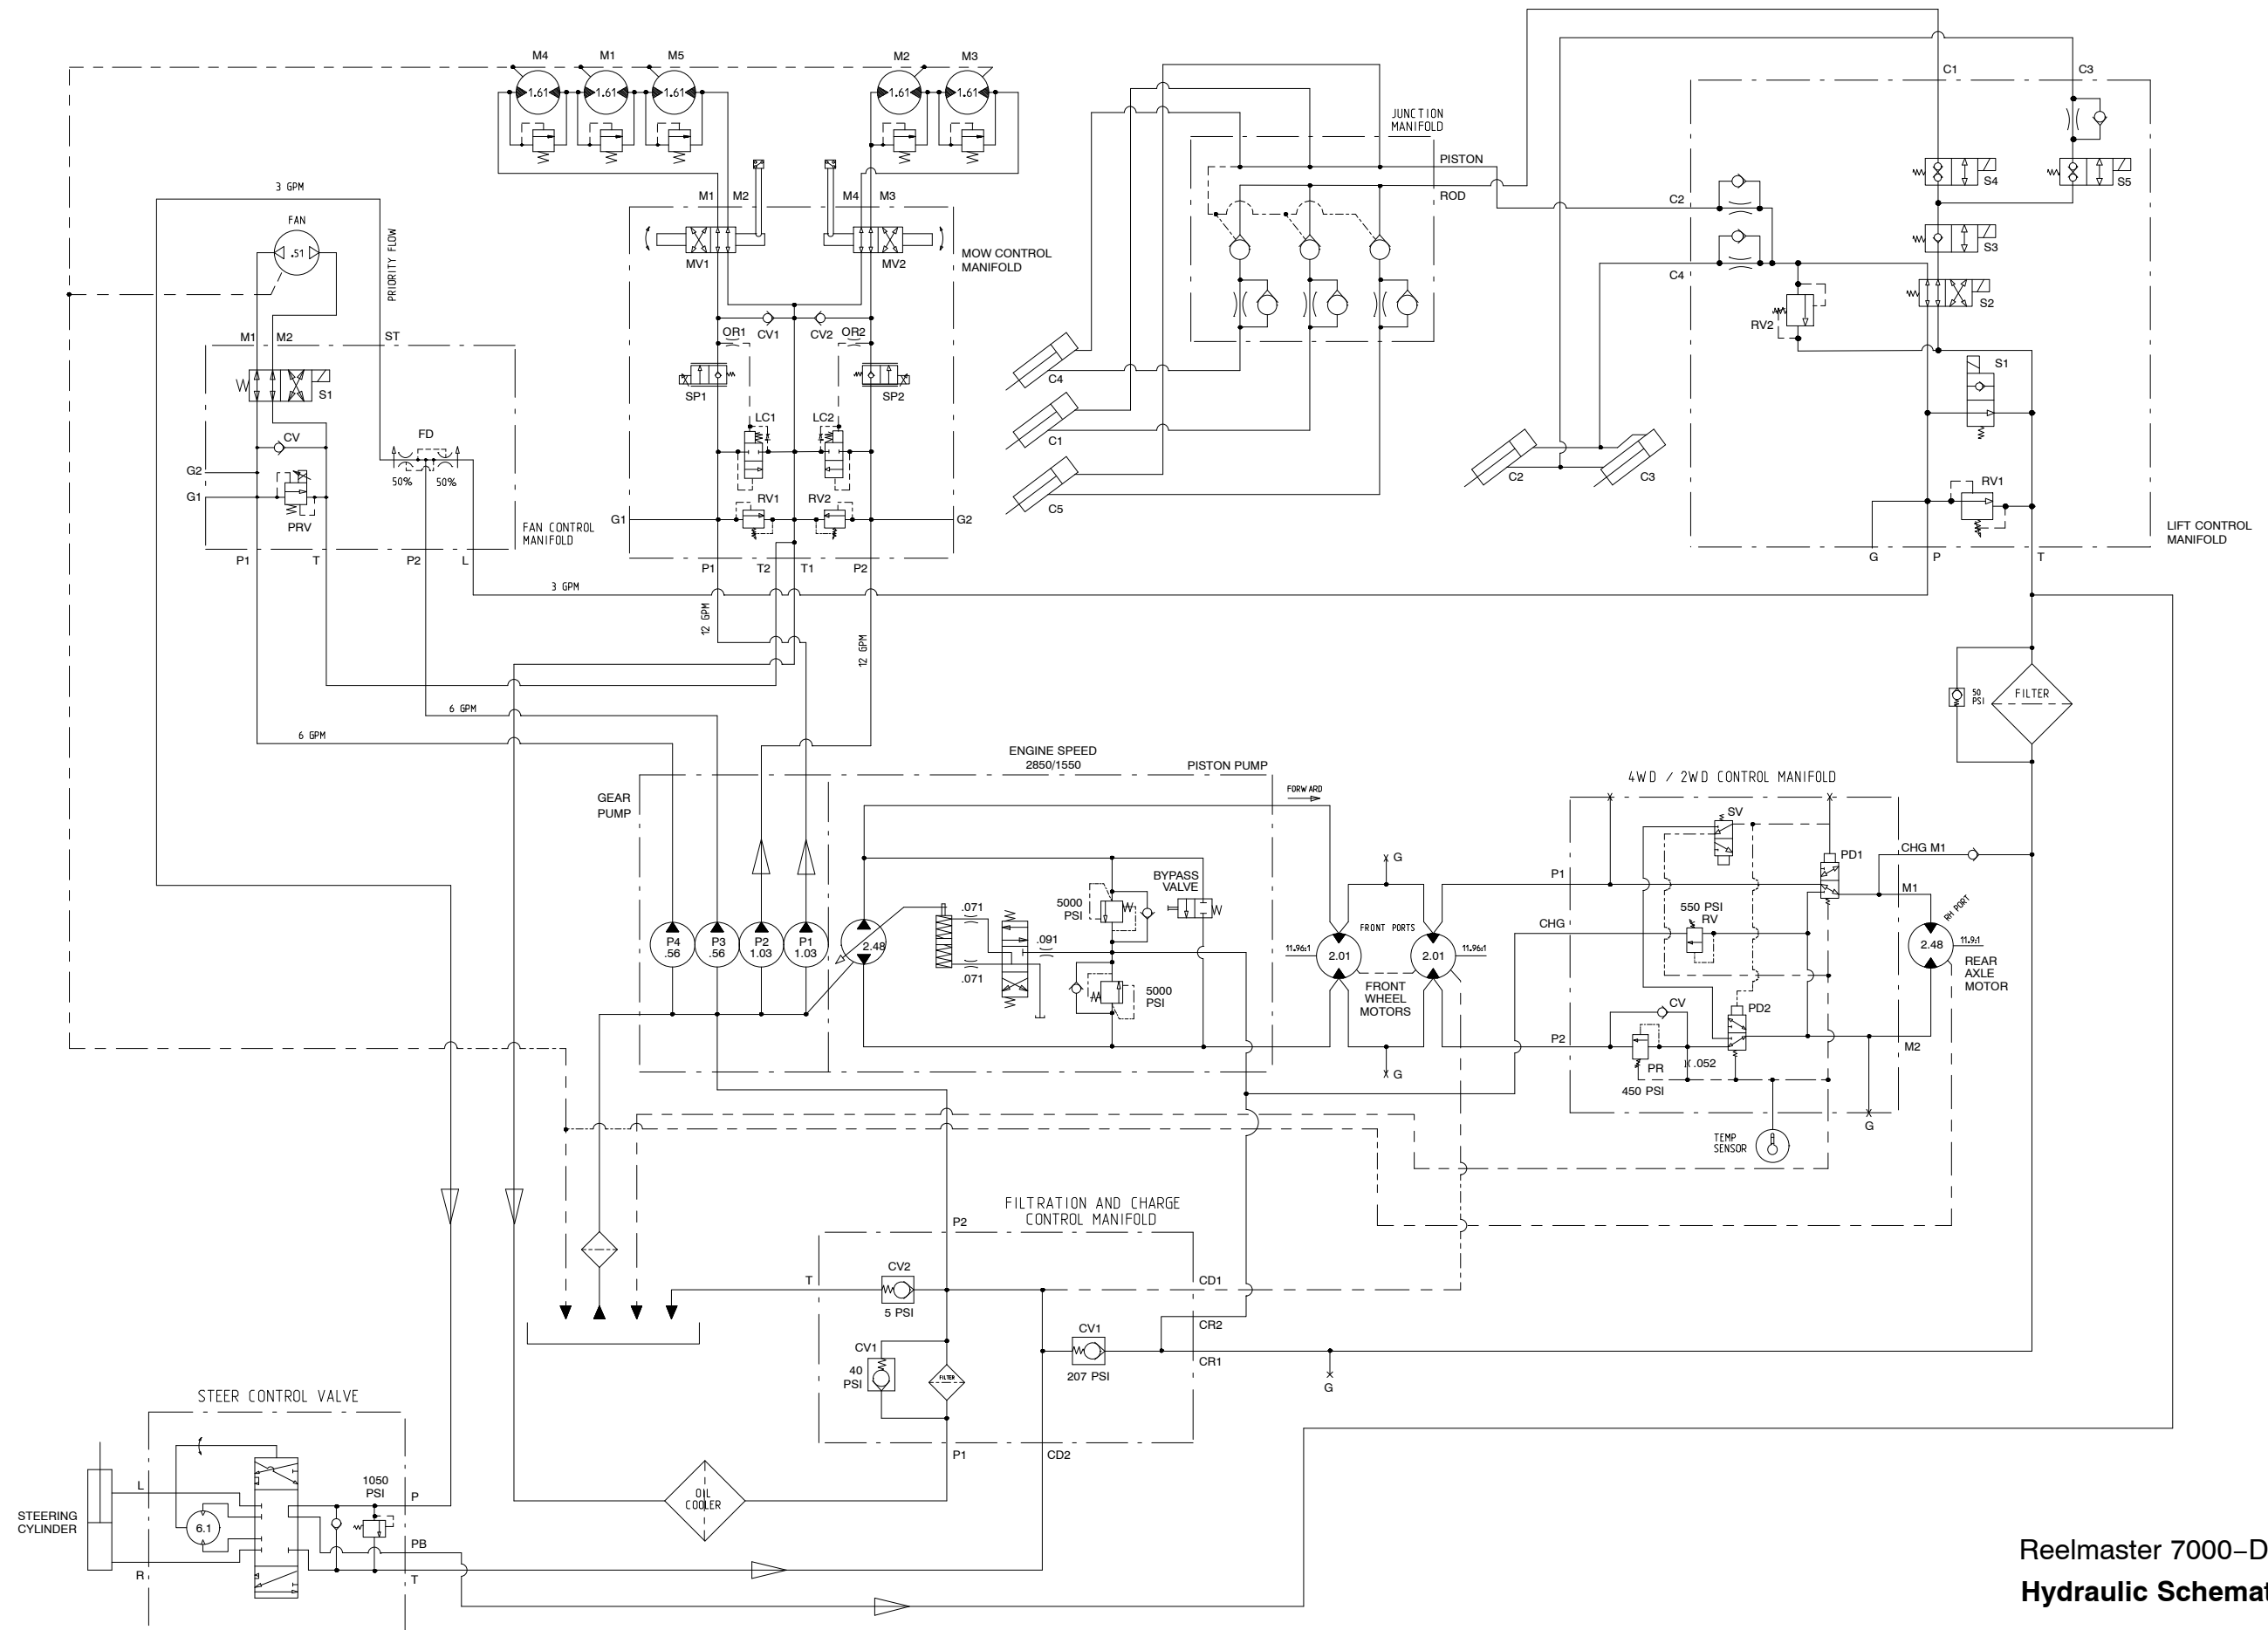 C1
C3
M4
M1
M5
M2
M3
1.61
1.61
1.61
1.61
1.61
JUNCTION
MANIFOLD
PISTON
ROD
3 GPM
FAN
.51
PRIORITY FLOW
M1
M2
M4
M3
MV1
MV2
MOW CONTROL
MANIFOLD
C2
C4
S4
S5
S3
S2
RV2
S1
RV1
LIFT CONTROL
MANIFOLD
G
P
T
M1
M2
ST
S1
CV
FD
G2
G1
50%
50%
PRV
FAN CONTROL
MANIFOLD
P1
T
P2
L
OR1
CV1
CV2
OR2
SP1
SP2
LC1
LC2
RV1
RV2
G1
G2
P1
T2
T1
P2
C4
C1
C5
C2
C3
3 GPM
12 GPM
12 GPM
6 GPM
6 GPM
50
PSI
FILTER
ENGINE SPEED
2850/1550
PISTON PUMP
GEAR
PUMP
FORWARD
4WD / 2WD CONTROL MANIFOLD
SV
PD1
CHG M1
M1
RH PORT
P1
G
BYPASS
VALVE
5000
PSI
.071
.091
.071
5000
PSI
P4
.56
P3
.56
P2
1.03
P1
1.03
2.48
FRONT PORTS
11.96:1
11.96:1
2.01
2.01
FRONT
WHEEL
MOTORS
G
CHG
550 PSI
RV
2.48
11.9:1
REAR
AXLE
MOTOR
CV
PD2
P2
M2
PR
.052
450 PSI
G
TEMP
SENSOR
FILTRATION AND CHARGE
CONTROL MANIFOLD
P2
T
CV2
5 PSI
CD1
CR2
CV1
207 PSI
CR1
G
CV1
40
PSI
FILTER
P1
CD2
OIL
COOLER
STEER CONTROL VALVE
STEERING
CYLINDER
L
R
6.1
1050
PSI
P
PB
T
Reelmaster 7000–D
Hydraulic Schemat